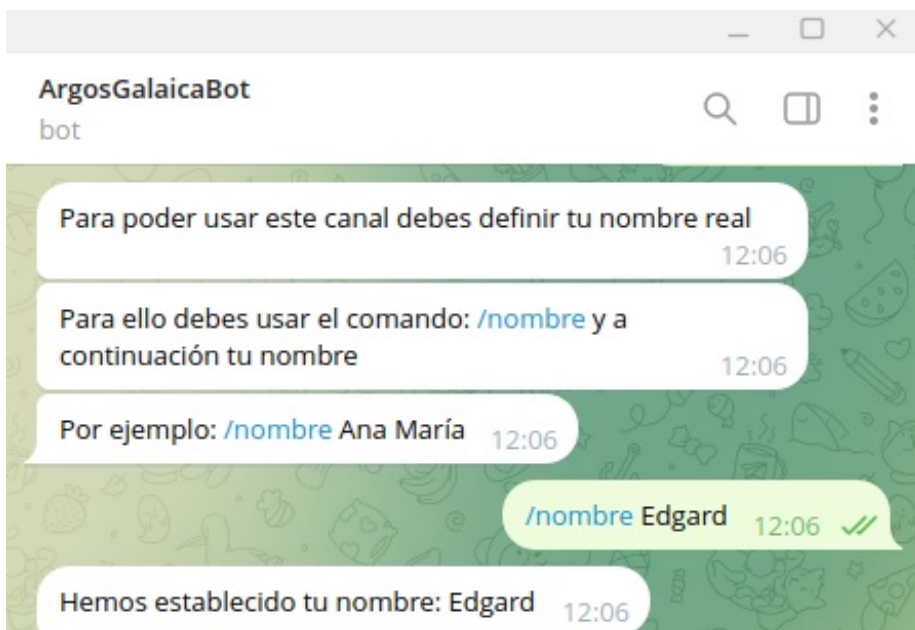 ArgosGalaicaBot
bot
Para poder usar este canal debes definir tu nombre real
12:06
Para ello debes usar el comando: /nombre y a
continuación tu nombre
12:06
Por ejemplo: /nombre Ana María 12:06
/nombre Edgard 12:06
Hemos establecido tu nombre: Edgard 12:06